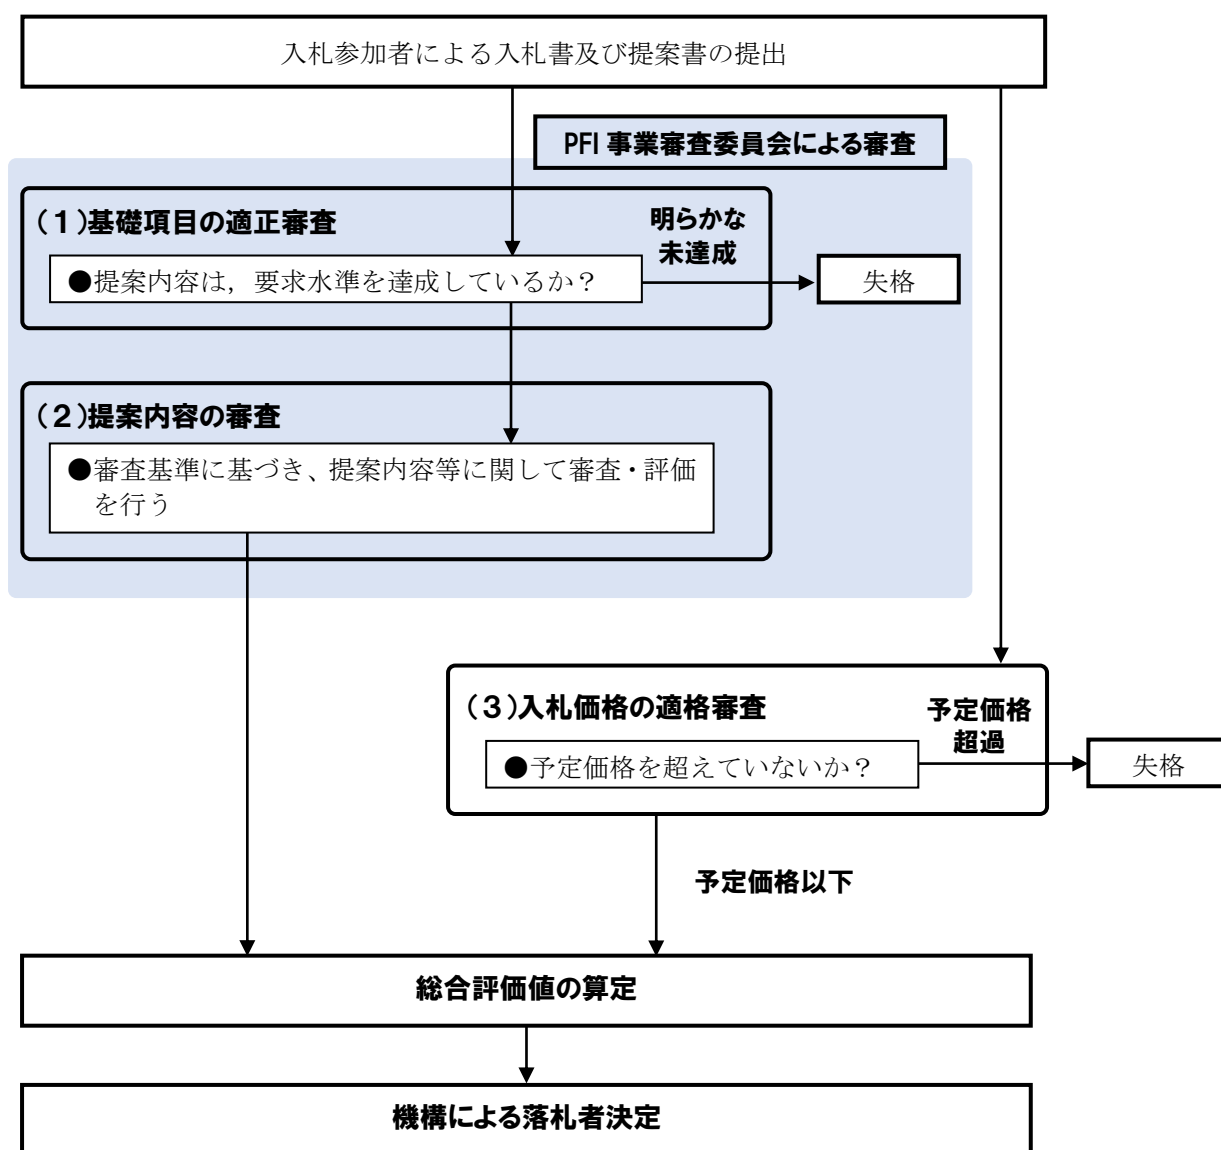 入札参加者による入札書及び提案書の提出
PFI 事業審査委員会による審査
(1)基礎項目の適正審査
明らかな
未達成
●提案内容は，要求水準を達成しているか？
失格
(2)提案内容の審査
●審査基準に基づき、提案内容等に関して審査・評価
を行う
(3)入札価格の適格審査
予定価格
超過
●予定価格を超えていないか？
失格
予定価格以下
総合評価値の算定
機構による落札者決定